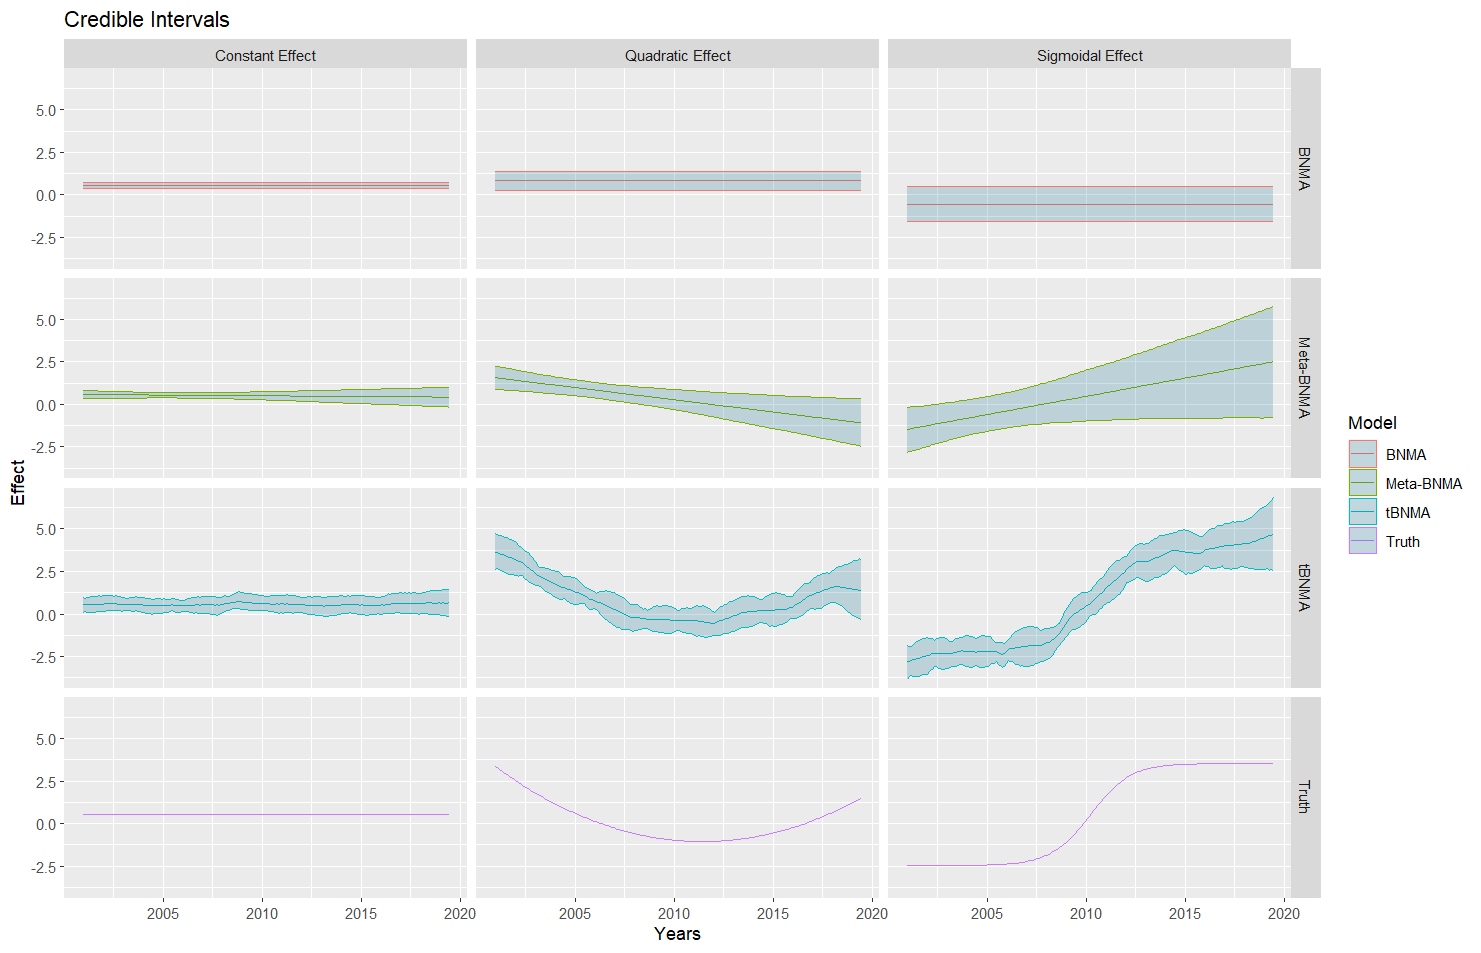 Credible Intervals
Constant Effect Quadratic Effect Sigmoidal Effect
5.0
2.5
0.0
-2.5
BNMA
5.0
2.5
0.0
-2.5
Meta-BNMA
5.0
2.5
0.0
-2.5
tBNMA
5.0
2.5
0.0
-2.5
Truth
Effect
2005 2010 2015 2020 2005 2010 2015 2020 2005 2010 2015 2020
Years
Model
BNMA
Meta-BNMA
tBNMA
Truth